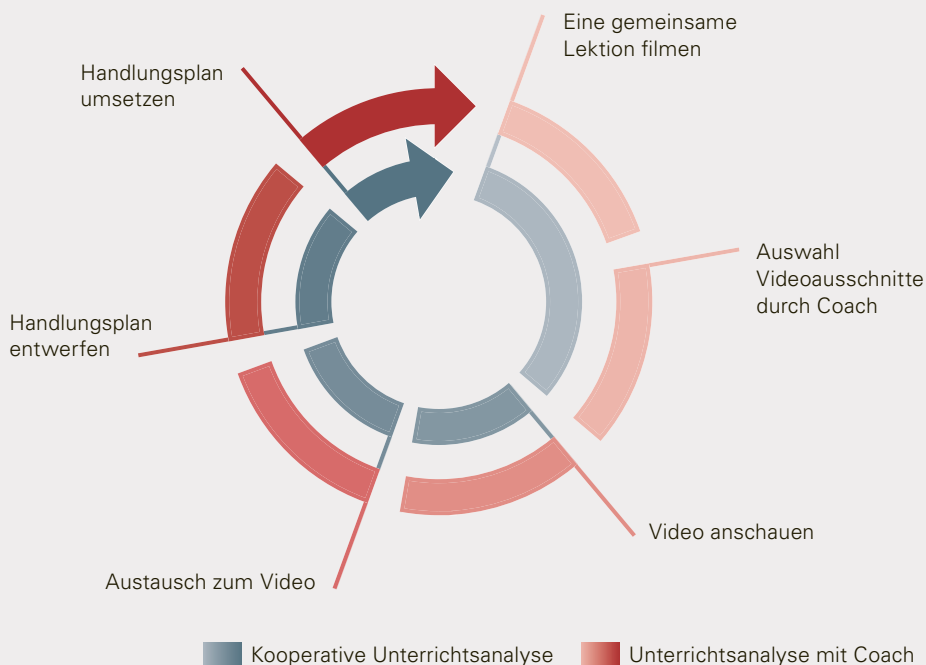 Eine gemeinsame
Lektion filmen
Handlungsplan
umsetzen
Auswahl
Videoausschnitte
durch Coach
Handlungsplan
entwerfen
Video anschauen
Austausch zum Video
Kooperative Unterrichtsanalyse
Unterrichtsanalyse mit Coach